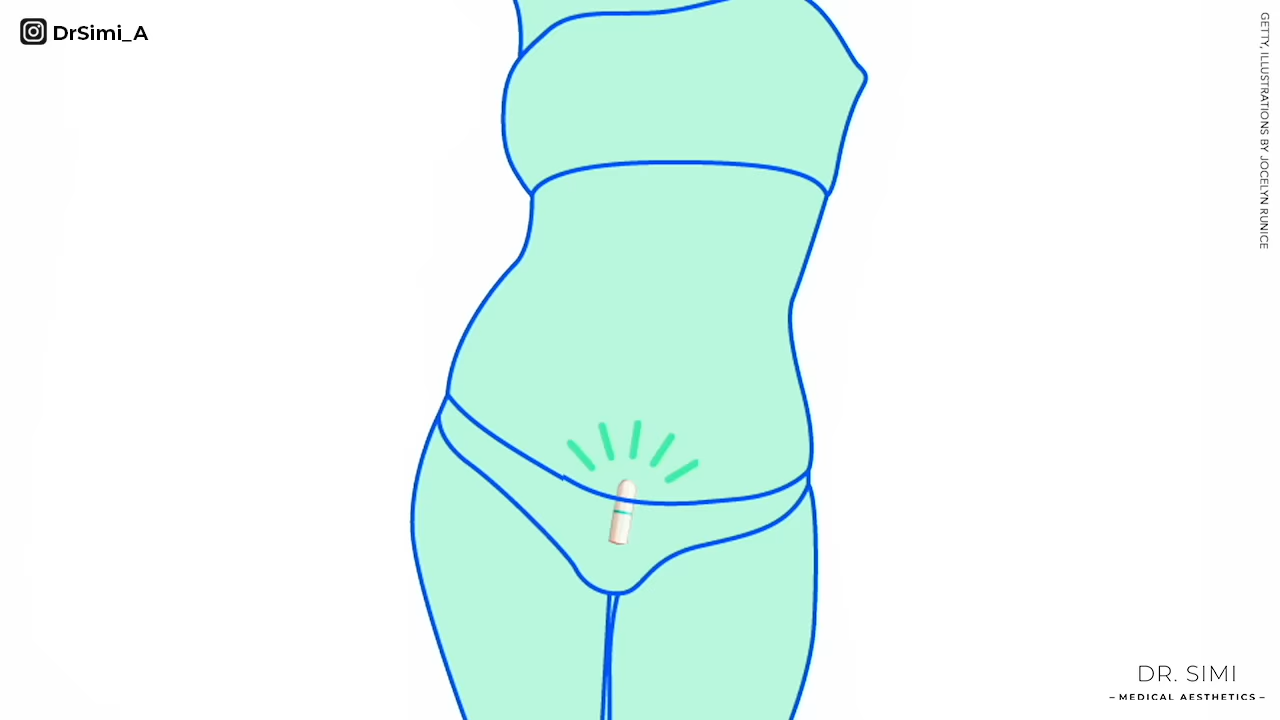 DrSimi_A
GETTY, ILLUSTRATIONS BY JOCELYN RUNICE
DR. SIMI
– MEDICAL AESTHETICS –